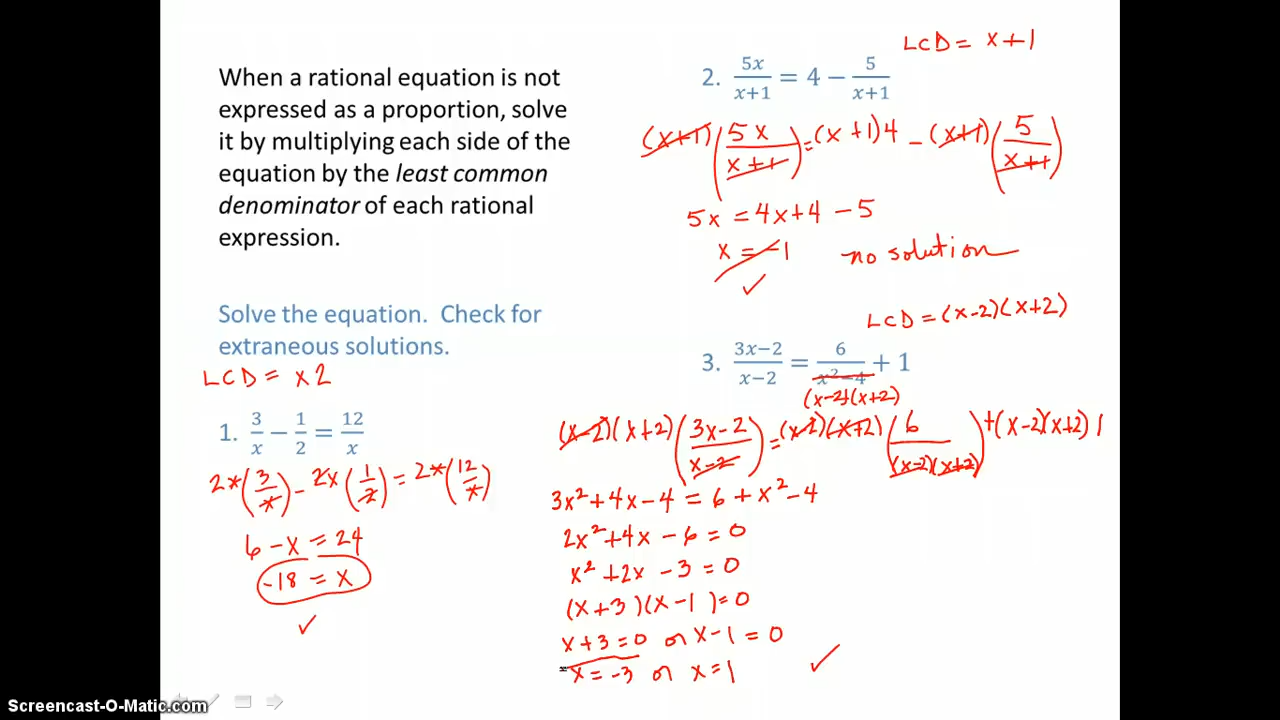 When a rational equation is not
expressed as a proportion, solve
it by multiplying each side of the
equation by the least common
denominator of each rational
expression.
Solve the equation. Check for
extraneous solutions.
LCD = x2
1. 3/x − 1/2 = 12/x
2x(3/x) − 2x(1/2) = 2x(12/x)
6 − x = 24
-18 = x
✓
LCD = x+1
2. 5x/(x+1) = 4 − 5/(x+1)
(x+1)(5x/(x+1)) = (x+1)4 − (x+1)(5/(x+1))
5x = 4x+4 −5
x = −1 no solution
✓
LCD = (x-2)(x+2)
3. (3x−2)/(x−2) = 6/(x²−4) + 1
(x-2)(x+2)
(x-2)(x+2)((3x-2)/(x-2)) = (x-2)(x+2)(6/((x-2)(x+2))) + (x-2)(x+2)1
3x²+4x-4 = 6 + x²-4
2x²+4x-6 = 0
x²+2x-3 = 0
(x+3)(x-1) = 0
x+3=0 or x-1=0
x=-3 or x=1 ✓
Screencast-O-Matic.com